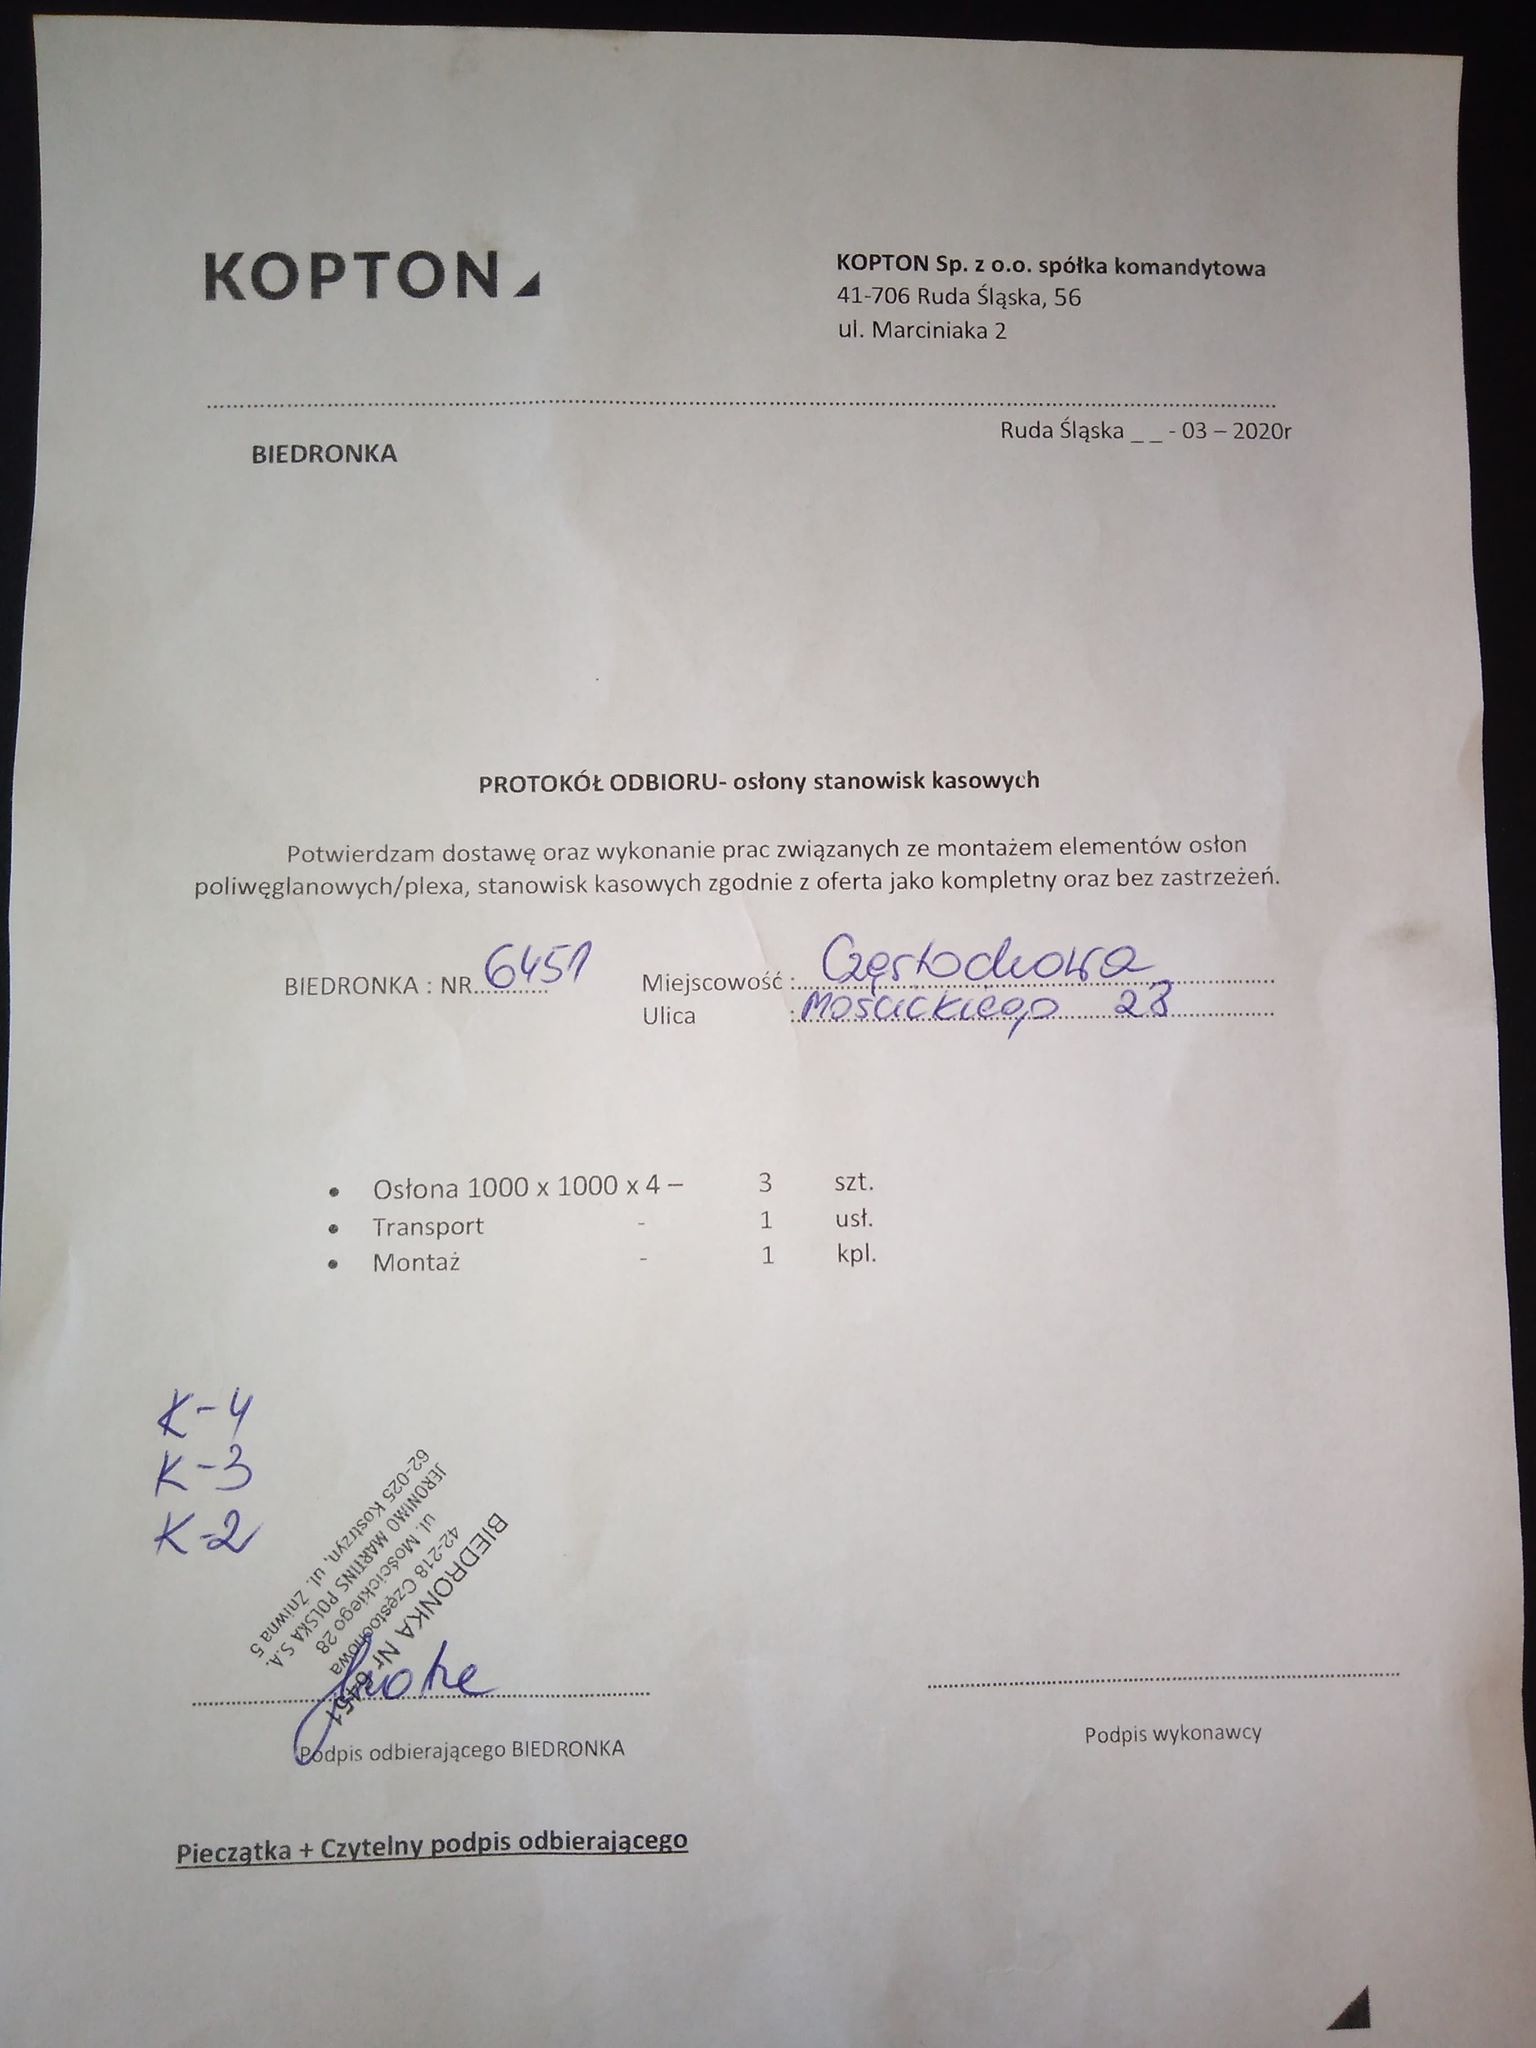 KOPTON
KOPTON Sp. z o.o. spółka komandytowa
41-706 Ruda Śląska, 56
ul. Marciniaka 2
Ruda Śląska _ _ - 03 – 2020r
BIEDRONKA
PROTOKÓŁ ODBIORU- osłony stanowisk kasowych
Potwierdzam dostawę oraz wykonanie prac związanych ze montażem elementów osłon
poliwęglanowych/plexa, stanowisk kasowych zgodnie z oferta jako kompletny oraz bez zastrzeżeń.
BIEDRONKA : NR 6451 Miejscowość : Częstochowa
Ulica : Mościckiego 28
• Osłona 1000 x 1000 x 4 – 3 szt.
• Transport - 1 usł.
• Montaż - 1 kpl.
K-4
K-3
K-2
BIEDRONKA Nr 6451
42-218 Częstochowa
ul. Mościckiego 28
JERONIMO MARTINS POLSKA S.A.
62-025 Kostrzyn, ul. Żniwna 5
Podpis odbierającego BIEDRONKA
Podpis wykonawcy
Pieczątka + Czytelny podpis odbierającego